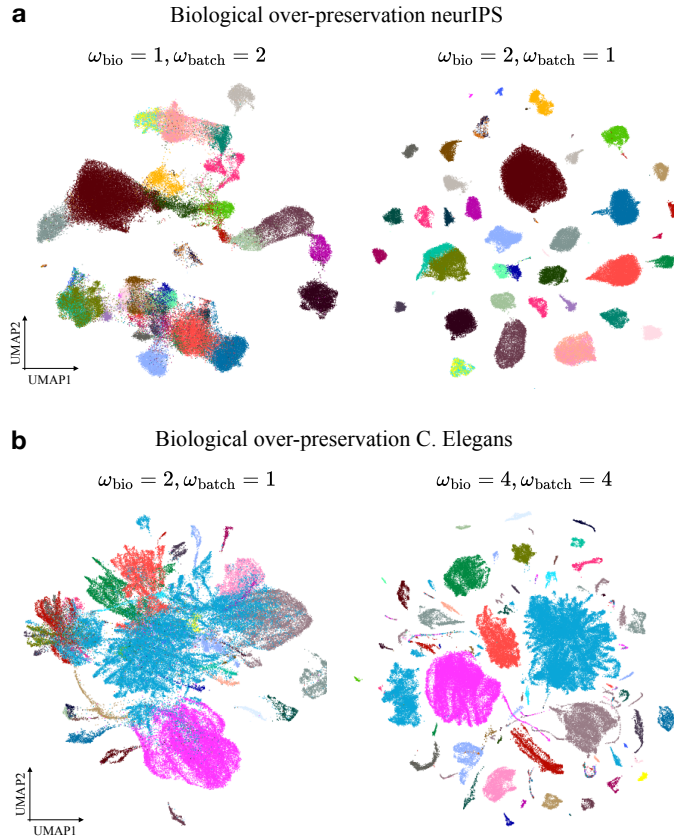 a
Biological over-preservation neurIPS
ω_bio = 1, ω_batch = 2
ω_bio = 2, ω_batch = 1
UMAP2
UMAP1
b
Biological over-preservation C. Elegans
ω_bio = 2, ω_batch = 1
ω_bio = 4, ω_batch = 4
UMAP2
UMAP1